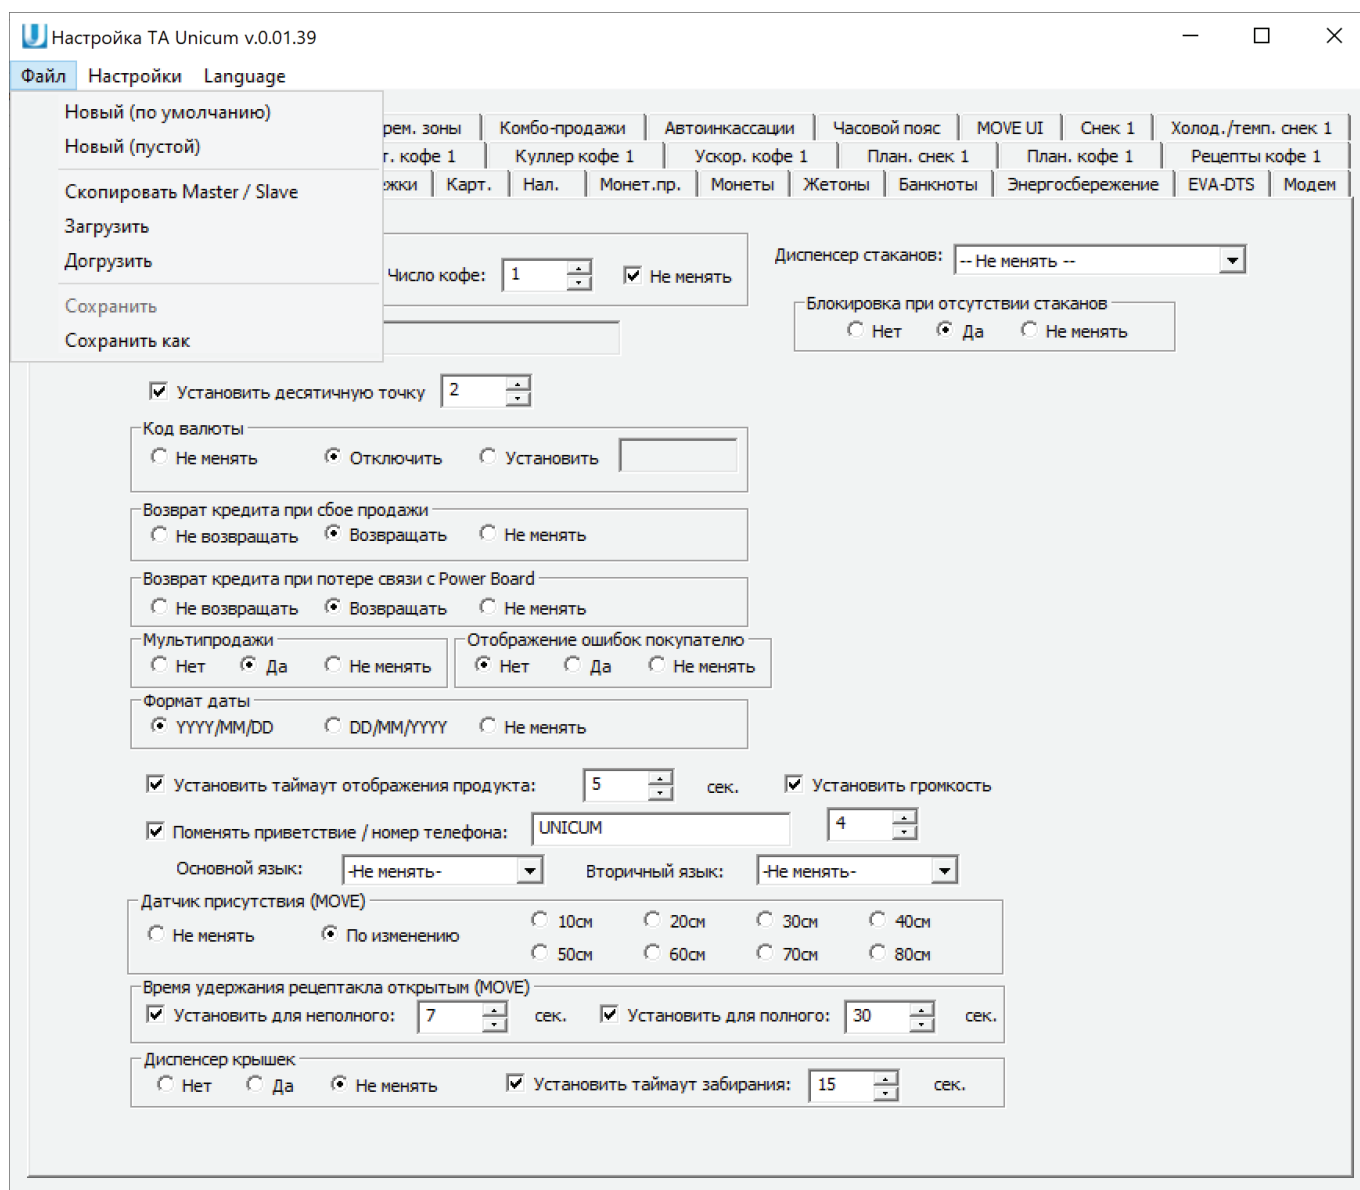 Настройка ТА Unicum v.0.01.39
Файл Настройки Language
Новый (по умолчанию)
Новый (пустой)
Скопировать Master / Slave
Загрузить
Догрузить
Сохранить
Сохранить как
рем. зоны Комбо-продажи Автоинкассации Часовой пояс MOVE UI Снек 1 Холод./темп. снек 1
т. кофе 1 Куллер кофе 1 Ускор. кофе 1 План. снек 1 План. кофе 1 Рецепты кофе 1
жки Карт. Нал. Монет.пр. Монеты Жетоны Банкноты Энергосбережение EVA-DTS Модем
Число кофе: 1 Не менять
Диспенсер стаканов: -- Не менять --
Блокировка при отсутствии стаканов
Нет Да Не менять
Установить десятичную точку 2
Код валюты
Не менять Отключить Установить
Возврат кредита при сбое продажи
Не возвращать Возвращать Не менять
Возврат кредита при потере связи с Power Board
Не возвращать Возвращать Не менять
Мультипродажи Отображение ошибок покупателю
Нет Да Не менять Нет Да Не менять
Формат даты
YYYY/MM/DD DD/MM/YYYY Не менять
Установить таймаут отображения продукта: 5 сек. Установить громкость
Поменять приветствие / номер телефона: UNICUM 4
Основной язык: -Не менять- Вторичный язык: -Не менять-
Датчик присутствия (MOVE)
Не менять По изменению 10см 20см 30см 40см
50см 60см 70см 80см
Время удержания рецептакла открытым (MOVE)
Установить для неполного: 7 сек. Установить для полного: 30 сек.
Диспенсер крышек
Нет Да Не менять Установить таймаут забирания: 15 сек.